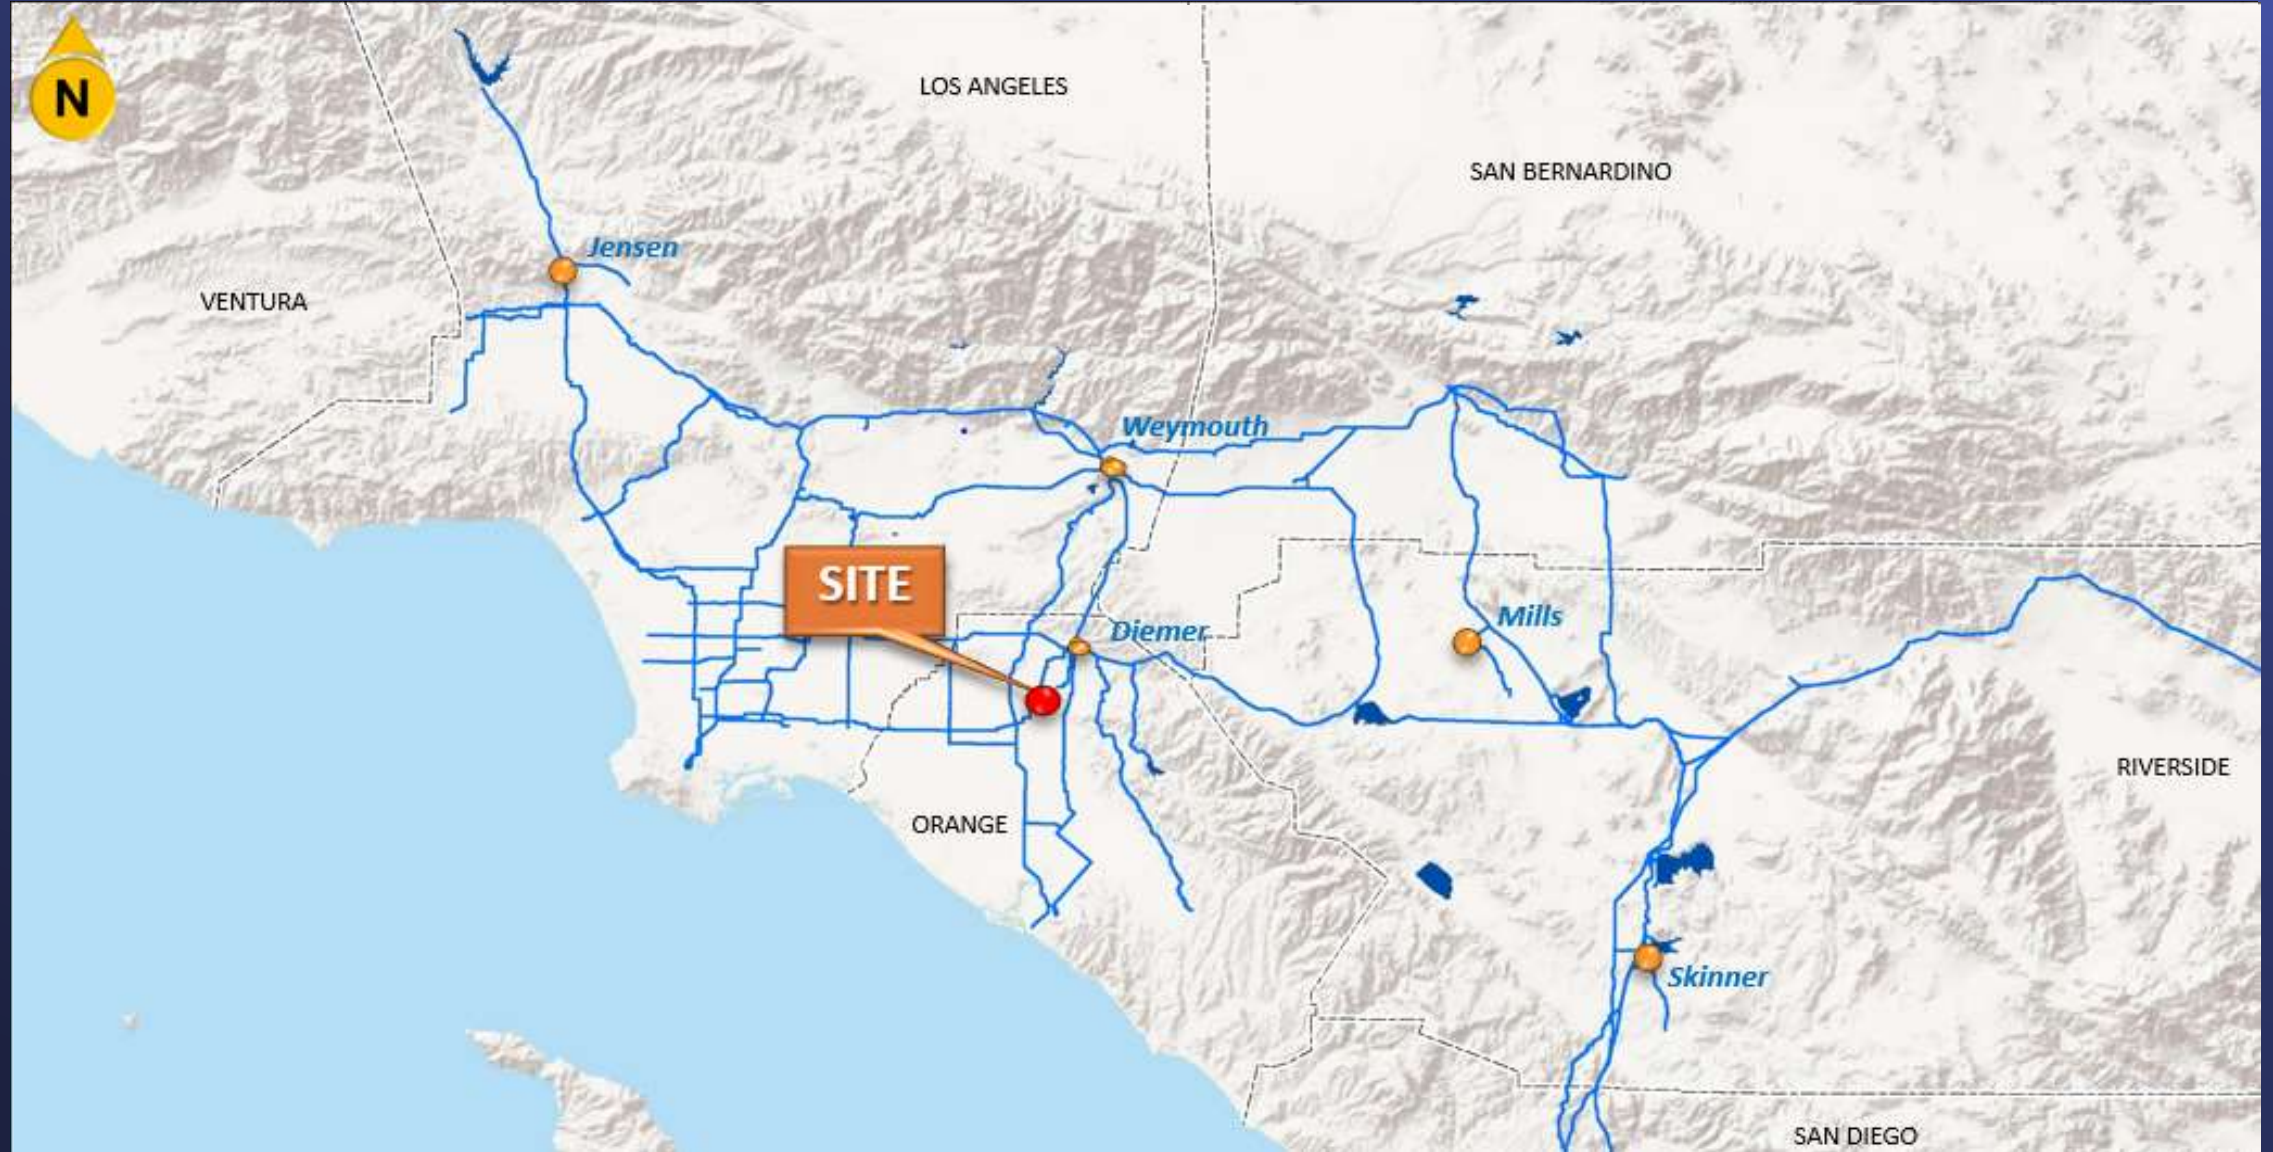 N
LOS ANGELES
SAN BERNARDINO
Jensen
VENTURA
Weymouth
SITE
Mills
Diemer
RIVERSIDE
ORANGE
Skinner
SAN DIEGO